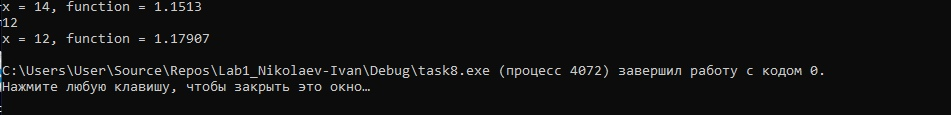 x = 14, function = 1.1513
12
x = 12, function = 1.17907
C:\Users\User\Source\Repos\Lab1_Nikolaev-Ivan\Debug\task8.exe (процесс 4072) завершил работу с кодом 0.
Нажмите любую клавишу, чтобы закрыть это окно…